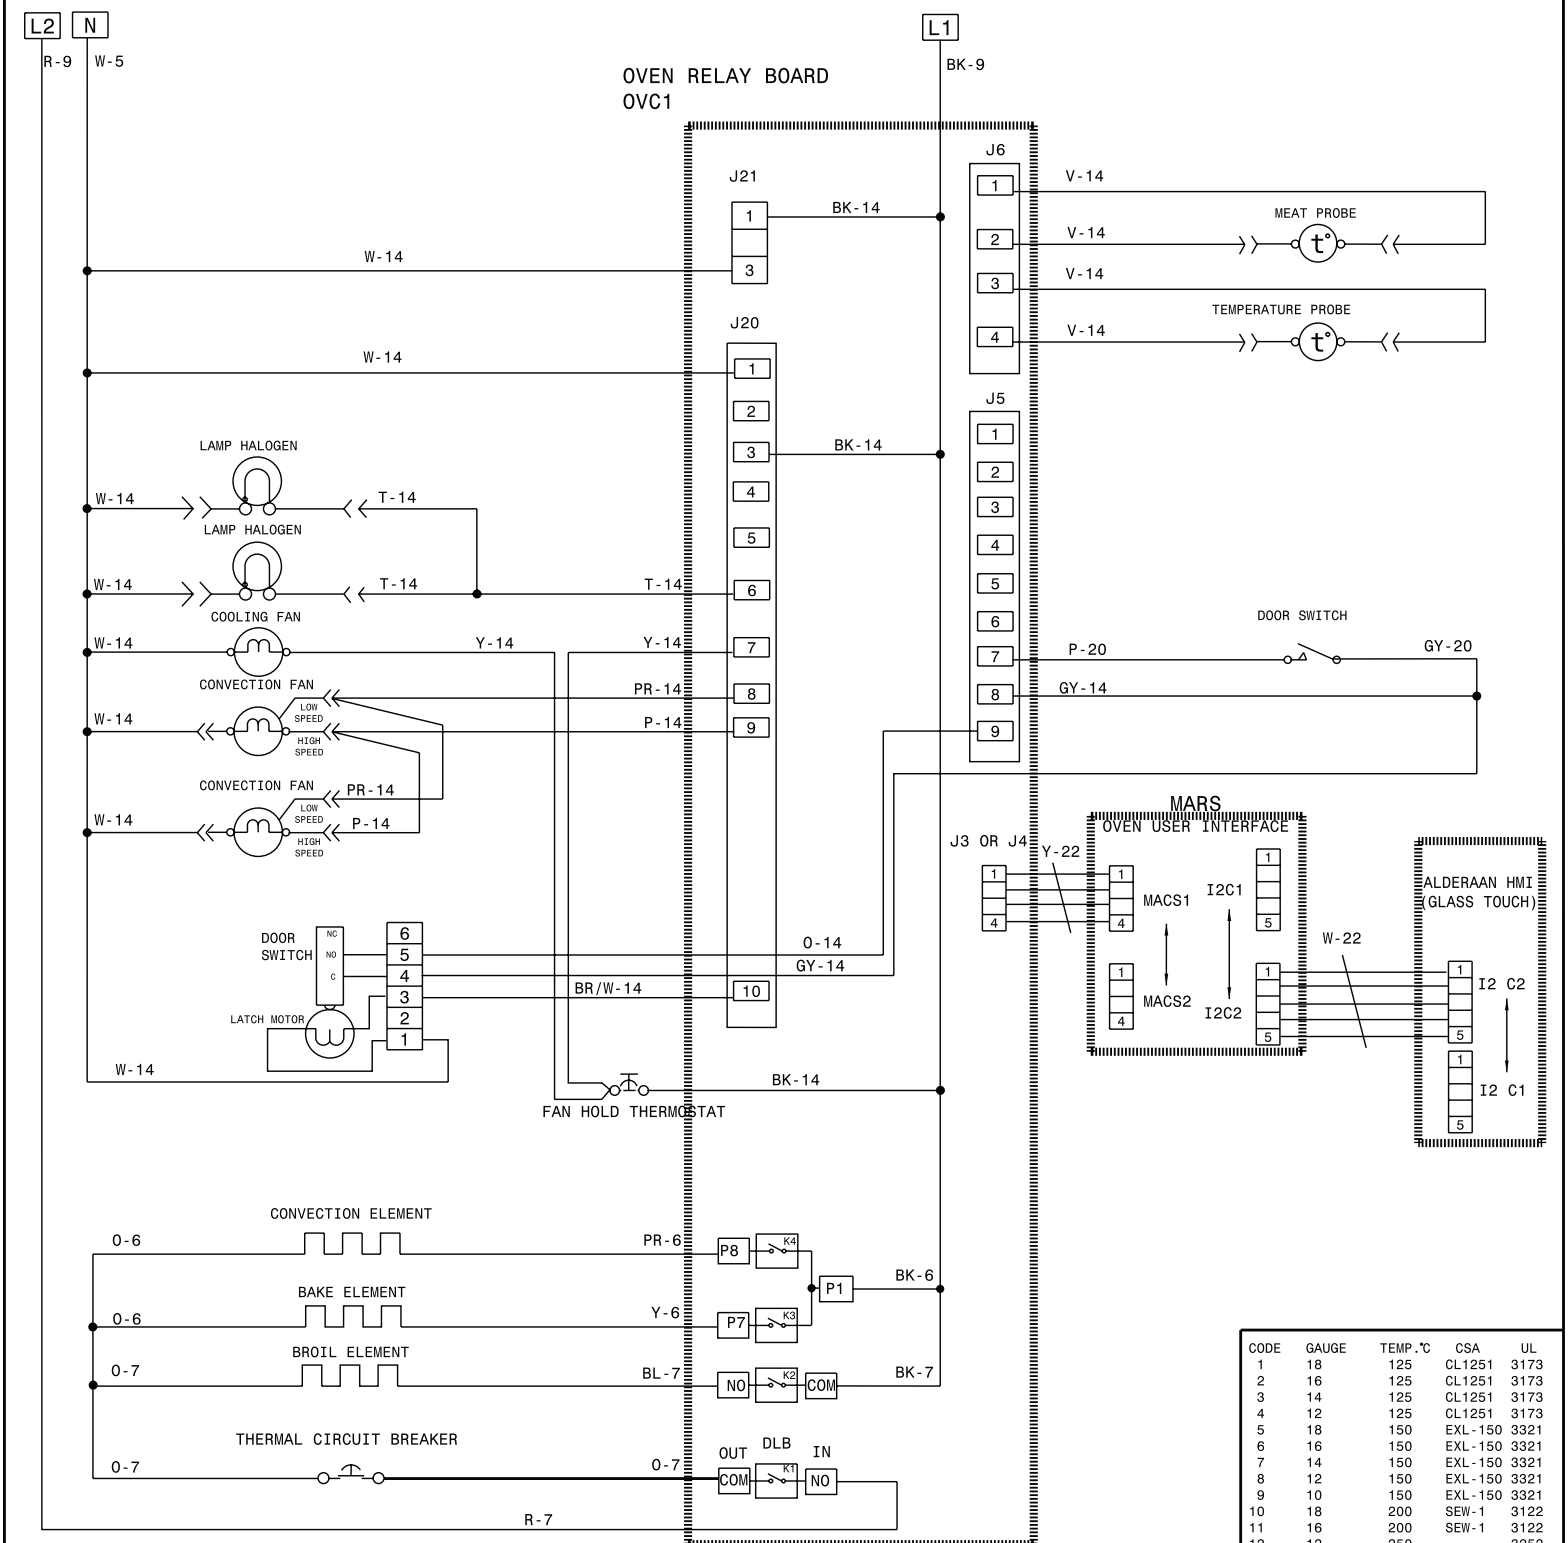 L2 N L1
R-9 W-5 BK-9
OVEN RELAY BOARD
OVC1
J6
J21
1 V-14
1 BK-14
MEAT PROBE
2 V-14 t°
W-14 3
3 V-14
TEMPERATURE PROBE
J20
4 V-14 t°
W-14 1
J5
2
1
LAMP HALOGEN
3 BK-14
2
W-14 T-14
4
3
LAMP HALOGEN
5
4
W-14 T-14 T-14 6
5
COOLING FAN
DOOR SWITCH
6
W-14 Y-14 Y-14 7
7 P-20 GY-20
CONVECTION FAN
PR-14 8
8 GY-14
LOW
SPEED
W-14 P-14 9
9
HIGH
SPEED
CONVECTION FAN
PR-14
LOW
SPEED
W-14 P-14
HIGH
SPEED
MARS
OVEN USER INTERFACE
J3 OR J4 Y-22
1 1 1
4 4 5
MACS1 I2C1
ALDERAAN HMI
(GLASS TOUCH)
W-22
DOOR
SWITCH
NC
NO
C
6
5 O-14
4 GY-14
3 BR/W-14 10
2
1
LATCH MOTOR
1 1 1
MACS2 I2C2
4 5 5
I2 C2
1
I2 C1
5
W-14
BK-14
FAN HOLD THERMOSTAT
CONVECTION ELEMENT
O-6 PR-6 P8 K4
P1 BK-6
BAKE ELEMENT
O-6 Y-6 P7 K3
BROIL ELEMENT
O-7 BL-7 NO K2 COM BK-7
THERMAL CIRCUIT BREAKER
OUT DLB IN
O-7 O-7 COM K1 NO
R-7
CODE GAUGE TEMP.°C CSA UL
1 18 125 CL1251 3173
2 16 125 CL1251 3173
3 14 125 CL1251 3173
4 12 125 CL1251 3173
5 18 150 EXL-150 3321
6 16 150 EXL-150 3321
7 14 150 EXL-150 3321
8 12 150 EXL-150 3321
9 10 150 EXL-150 3321
10 18 200 SEW-1 3122
11 16 200 SEW-1 3122